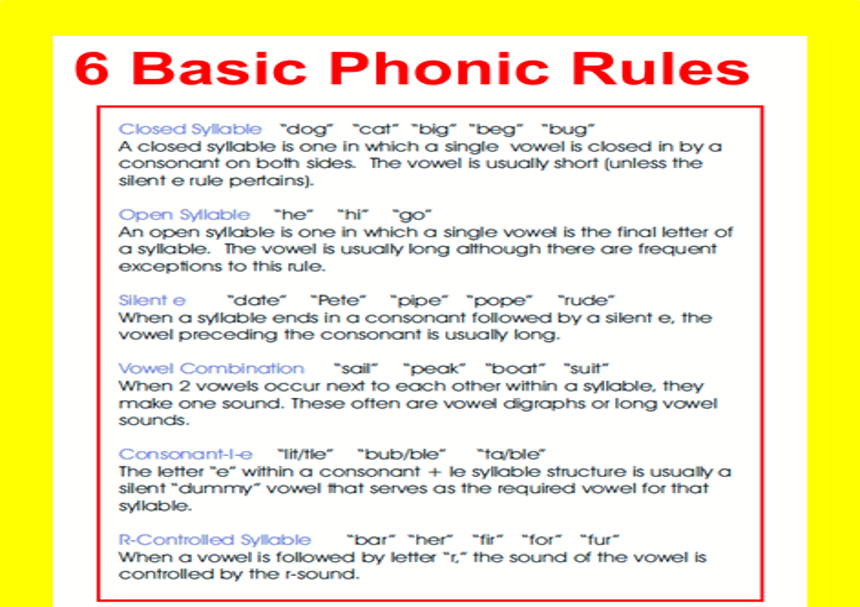 6 Basic Phonic Rules
Closed Syllable "dog" "cat" "big" "beg" "bug"
A closed syllable is one in which a single vowel is closed in by a
consonant on both sides. The vowel is usually short (unless the
silent e rule pertains).
Open Syllable "he" "hi" "go"
An open syllable is one in which a single vowel is the final letter of
a syllable. The vowel is usually long although there are frequent
exceptions to this rule.
Silent e "date" "Pete" "pipe" "pope" "rude"
When a syllable ends in a consonant followed by a silent e, the
vowel preceding the consonant is usually long.
Vowel Combination "sail" "peak" "boat" "suit"
When 2 vowels occur next to each other within a syllable, they
make one sound. These often are vowel digraphs or long vowel
sounds.
Consonant-l-e "lit/tle" "bub/ble" "ta/ble"
The letter "e" within a consonant + le syllable structure is usually a
silent "dummy" vowel that serves as the required vowel for that
syllable.
R-Controlled Syllable "bar" "her" "fir" "for" "fur"
When a vowel is followed by letter "r," the sound of the vowel is
controlled by the r-sound.